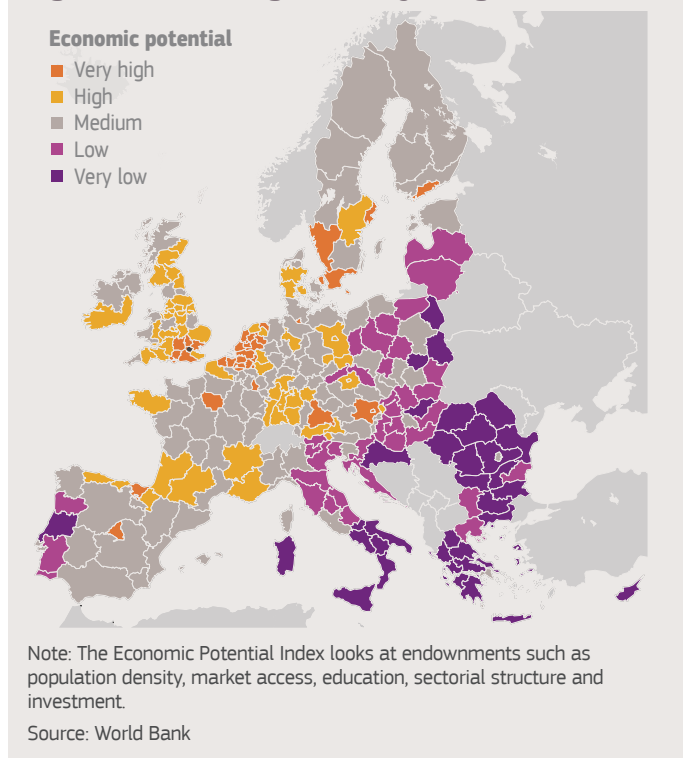 Economic potential
Very high
High
Medium
Low
Very low
Note: The Economic Potential Index looks at endowments such as
population density, market access, education, sectorial structure and
investment.
Source: World Bank